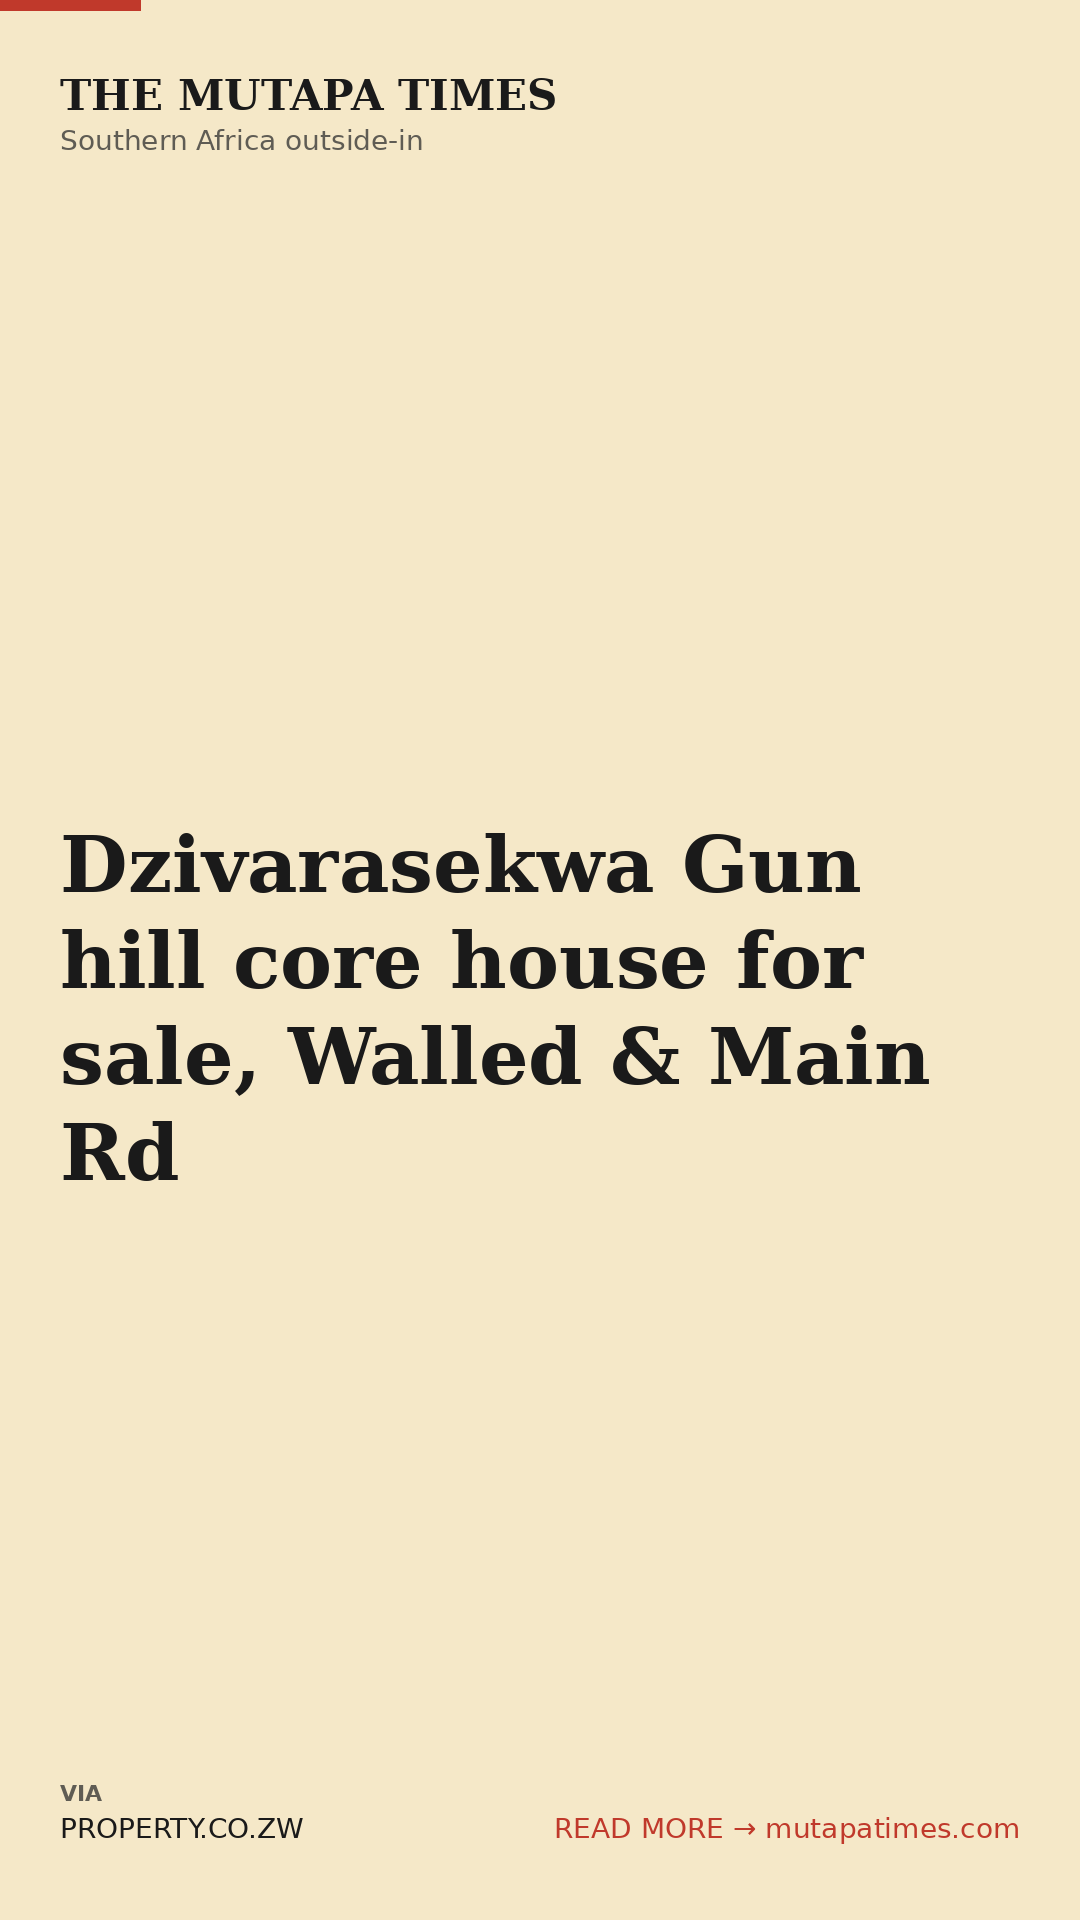 THE MUTAPA TIMES
Southern Africa outside-in
Dzivarasekwa Gun
hill core house for
sale, Walled & Main
Rd
VIA
PROPERTY.CO.ZW
READ MORE → mutapatimes.com